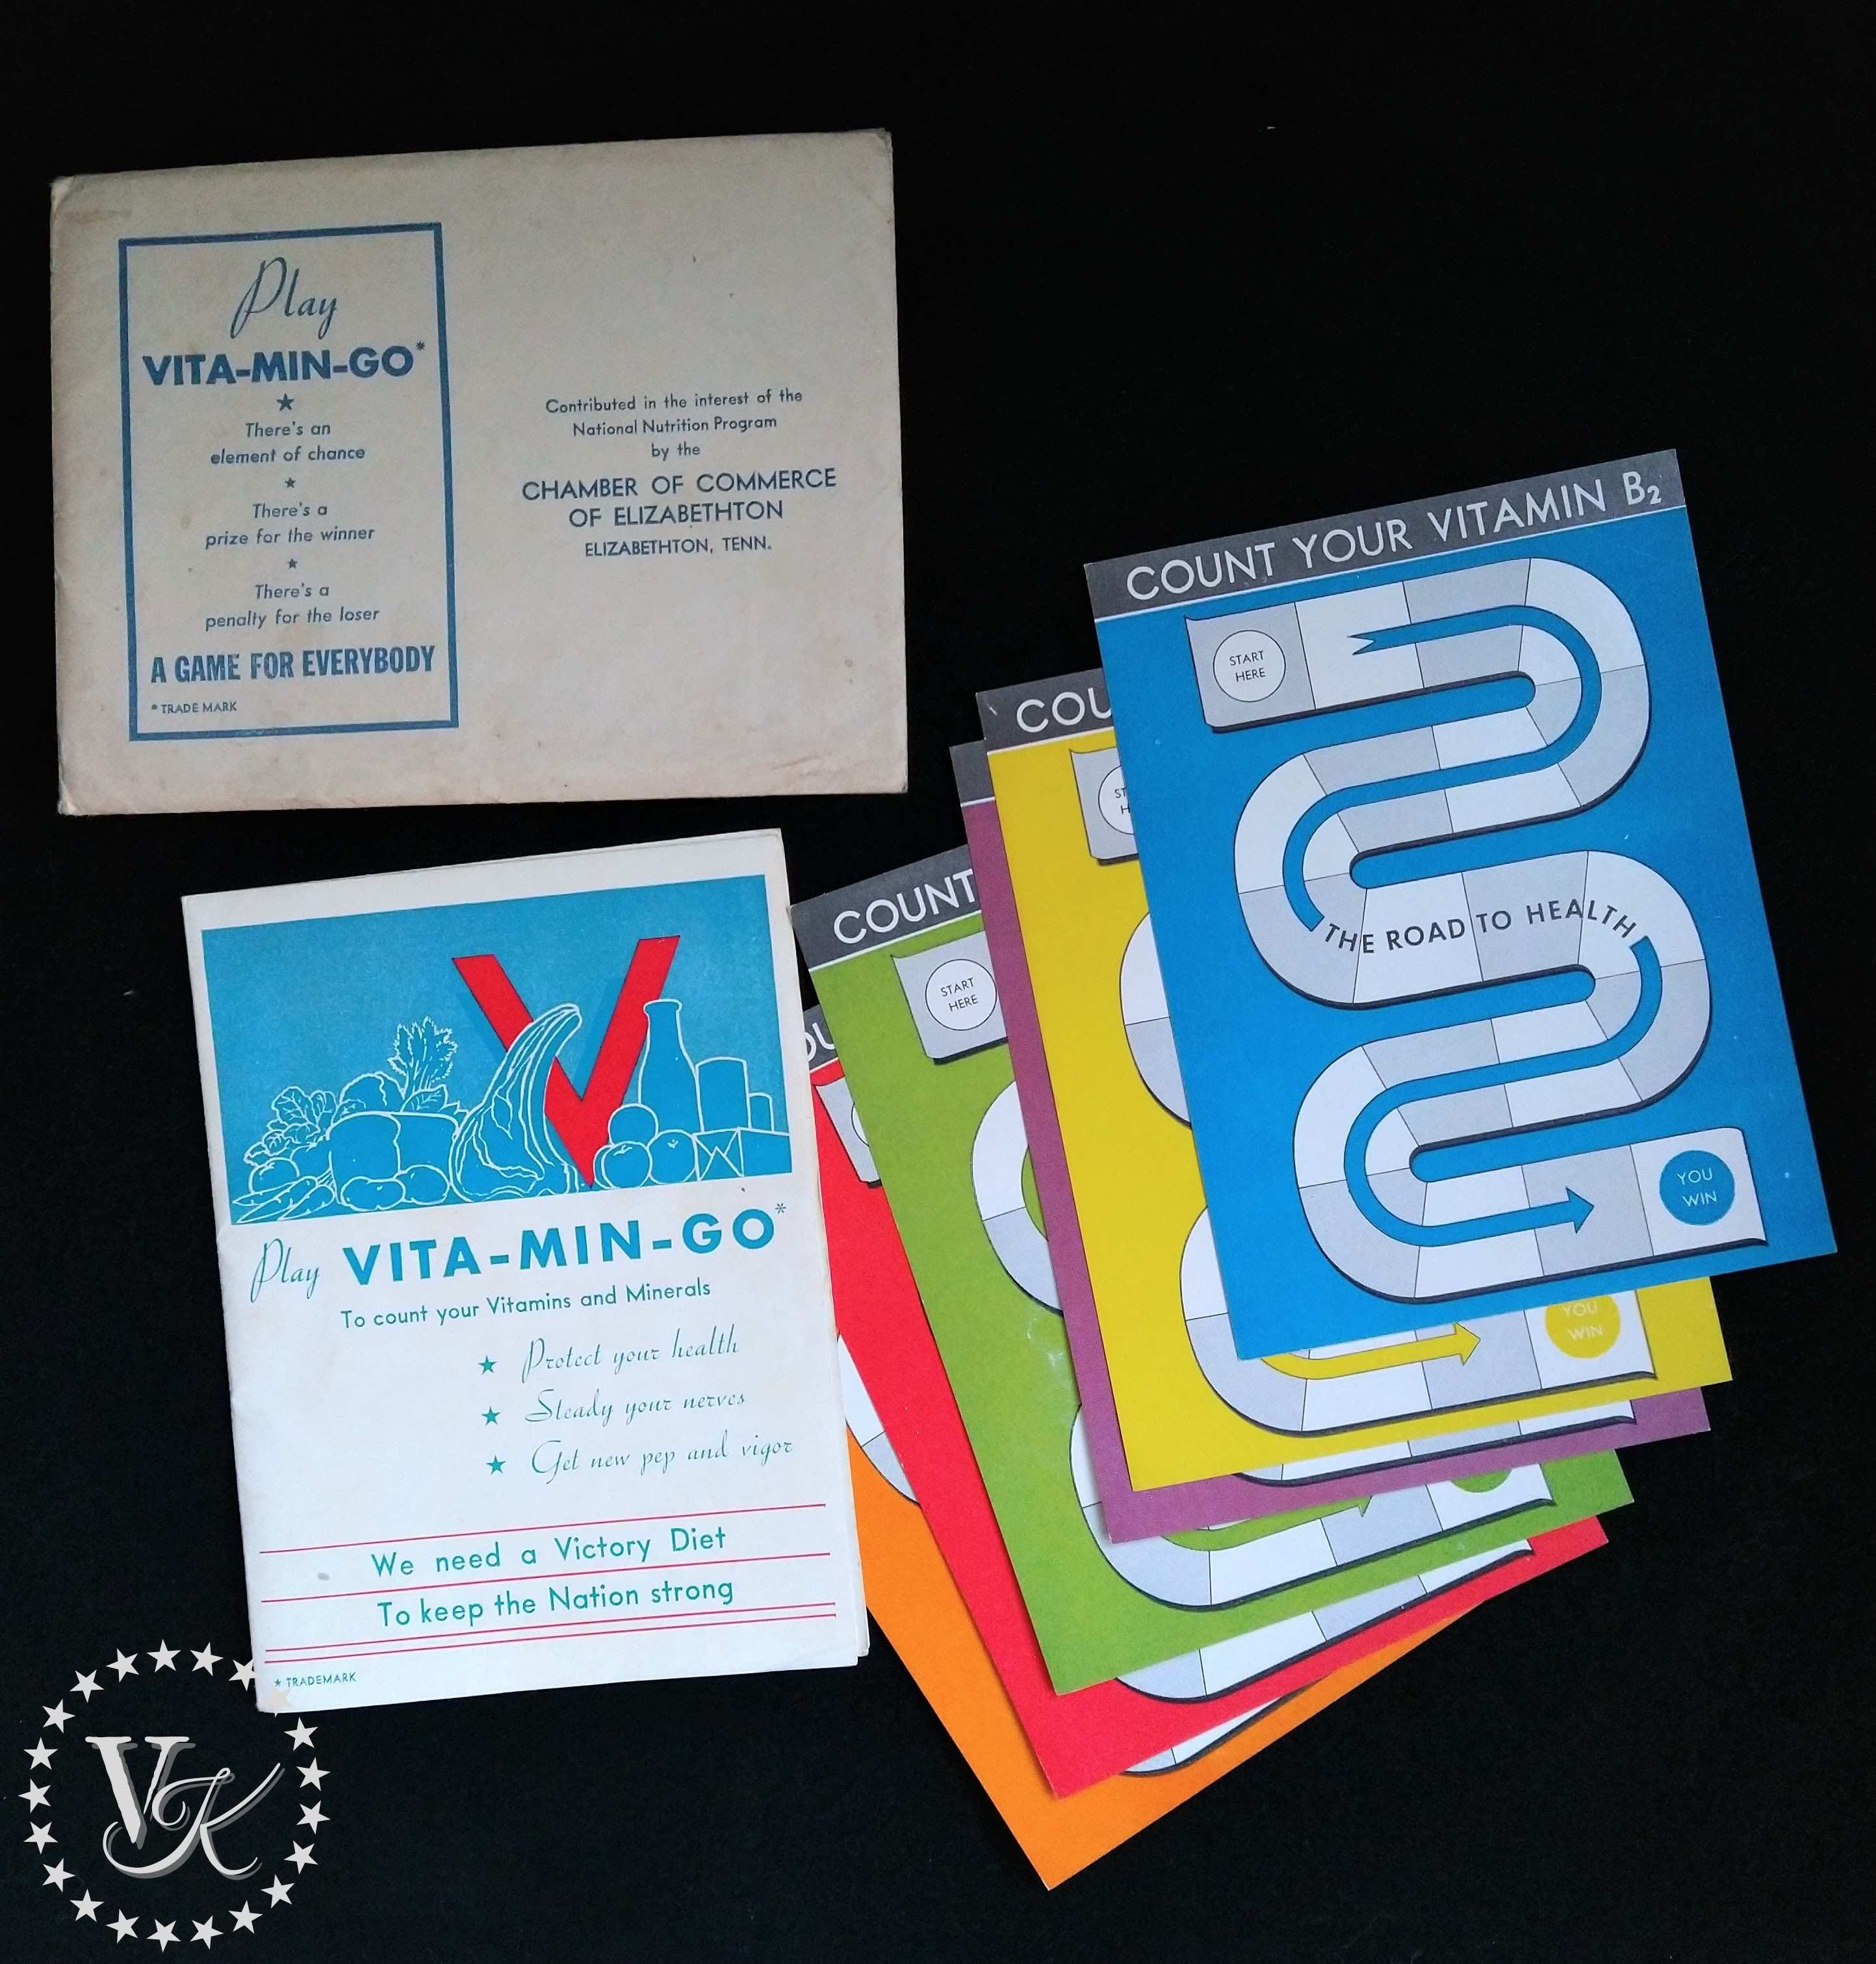 Play
VITA-MIN-GO*
★
There's an
element of chance
★
There's a
prize for the winner
★
There's a
penalty for the loser
A GAME FOR EVERYBODY
* TRADE MARK
Contributed in the interest of the
National Nutrition Program
by the
CHAMBER OF COMMERCE
OF ELIZABETHTON
ELIZABETHTON, TENN.
COUNT YOUR VITAMIN B2
START
HERE
THE ROAD TO HEALTH
YOU
WIN
COU
ST
H
YOU
WIN
COUNT
START
HERE
OU
V
Play VITA-MIN-GO*
To count your Vitamins and Minerals
★ Protect your health
★ Steady your nerves
★ Get new pep and vigor
We need a Victory Diet
To keep the Nation strong
★ TRADEMARK
VK